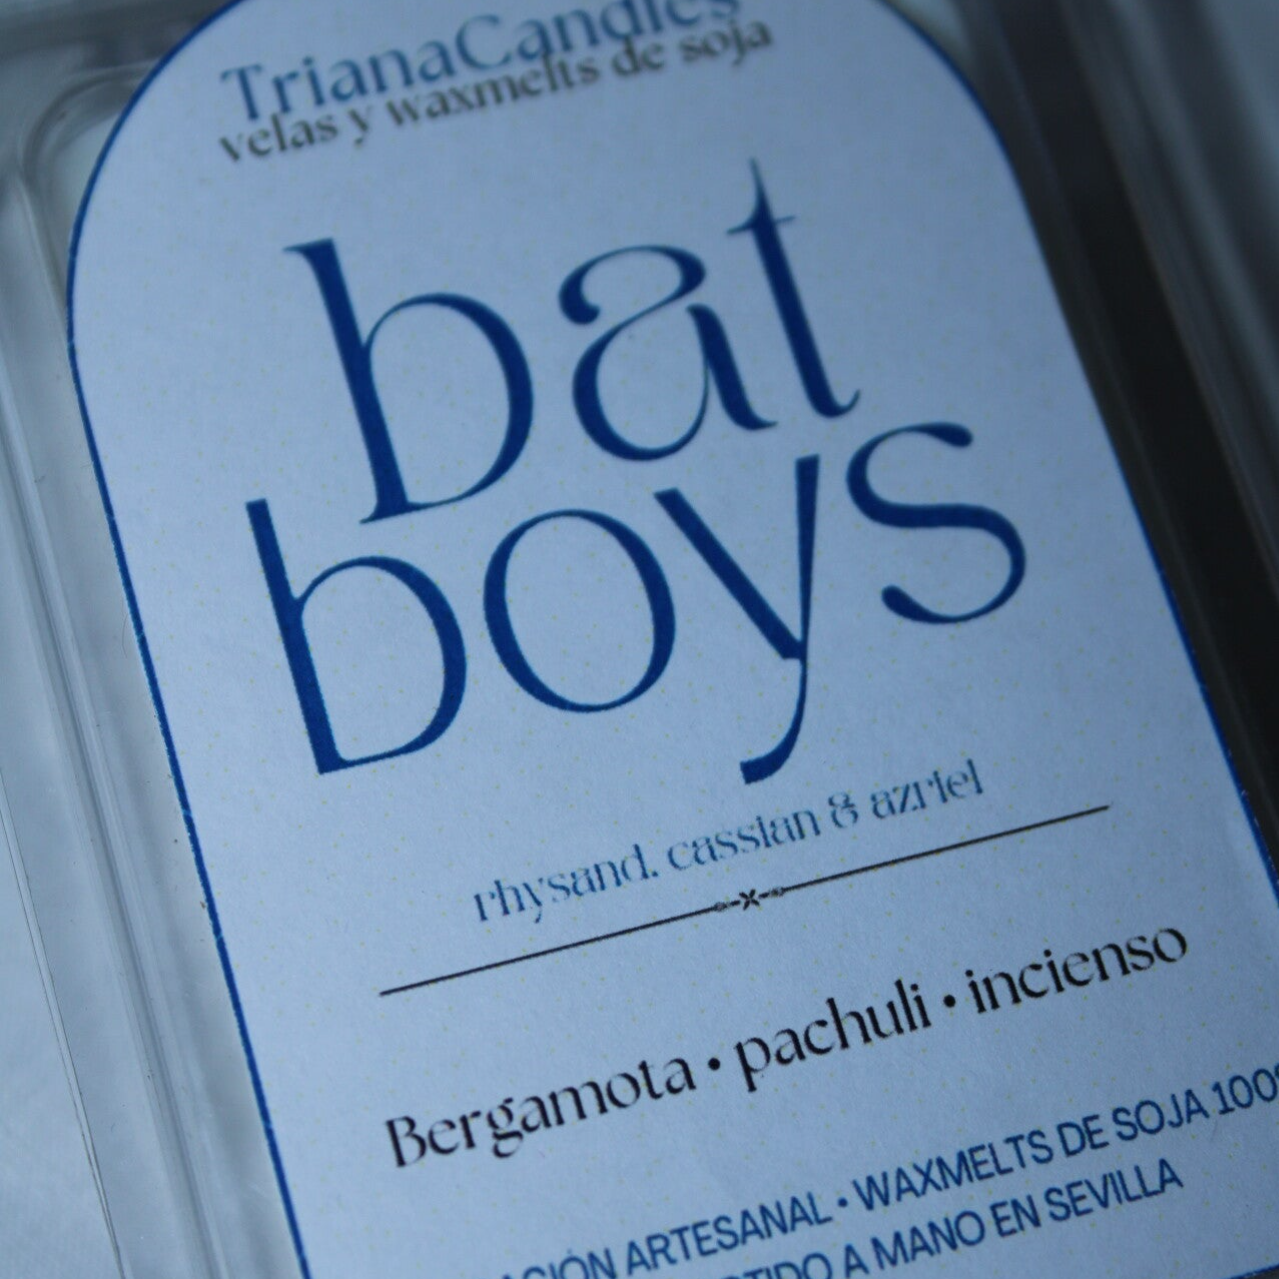 TrianaCandles
velas y waxmelts de soja
bat
boys
rhysand, cassian & azriel
Bergamota • pachuli • incienso
ARTESANAL • WAXMELTS DE SOJA 100%
A MANO EN SEVILLA